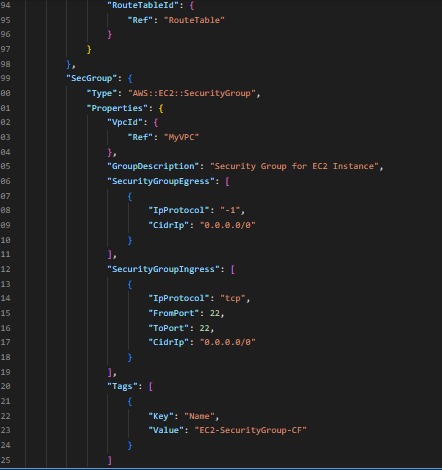 94 "RouteTableId": {
95 "Ref": "RouteTable"
96 }
97 }
98 },
99 "SecGroup": {
00 "Type": "AWS::EC2::SecurityGroup",
01 "Properties": {
02 "VpcId": {
03 "Ref": "MyVPC"
04 },
05 "GroupDescription": "Security Group for EC2 Instance",
06 "SecurityGroupEgress": [
07 {
08 "IpProtocol": "-1",
09 "CidrIp": "0.0.0.0/0"
10 }
11 ],
12 "SecurityGroupIngress": [
13 {
14 "IpProtocol": "tcp",
15 "FromPort": 22,
16 "ToPort": 22,
17 "CidrIp": "0.0.0.0/0"
18 }
19 ],
20 "Tags": [
21 {
22 "Key": "Name",
23 "Value": "EC2-SecurityGroup-CF"
24 }
25 ]